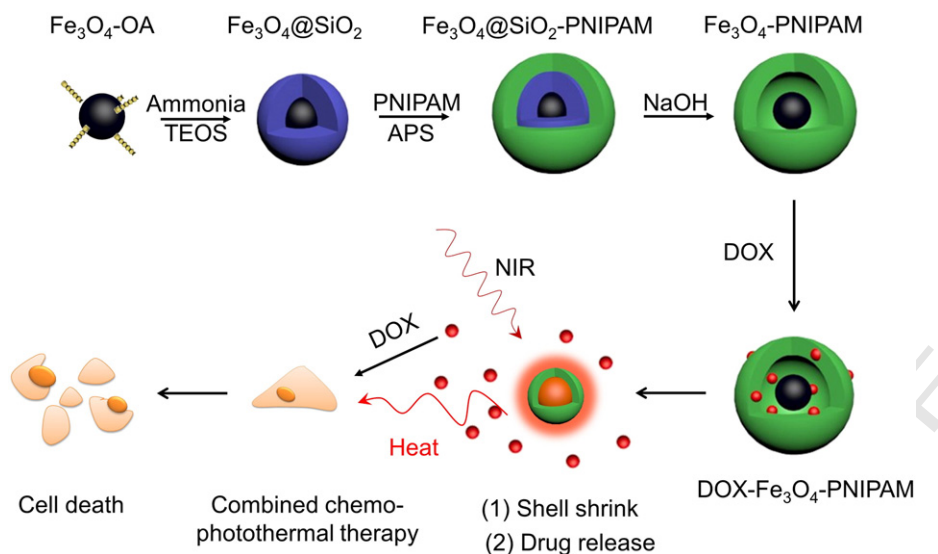 Fe₃O₄-OA
Fe₃O₄@SiO₂
Fe₃O₄@SiO₂-PNIPAM
Fe₃O₄-PNIPAM
Ammonia
TEOS
PNIPAM
APS
NaOH
DOX
NIR
DOX
Heat
DOX-Fe₃O₄-PNIPAM
Cell death
Combined chemo-
photothermal therapy
(1) Shell shrink
(2) Drug release